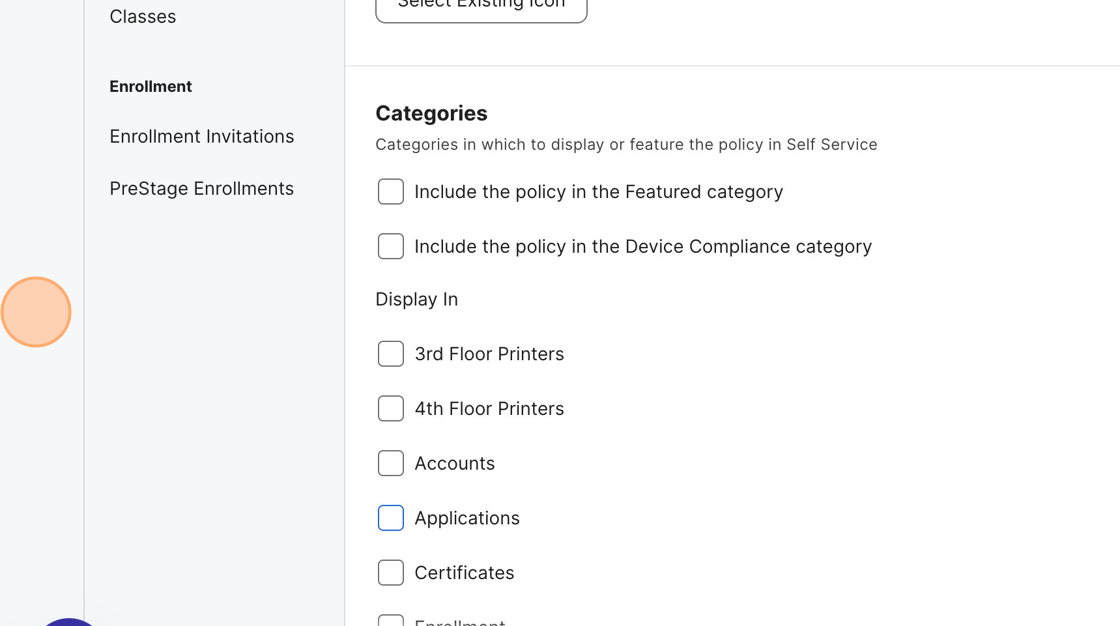 Classes
Enrollment
Enrollment Invitations
PreStage Enrollments
Select Existing Icon
Categories
Categories in which to display or feature the policy in Self Service
Include the policy in the Featured category
Include the policy in the Device Compliance category
Display In
3rd Floor Printers
4th Floor Printers
Accounts
Applications
Certificates
Enrollment